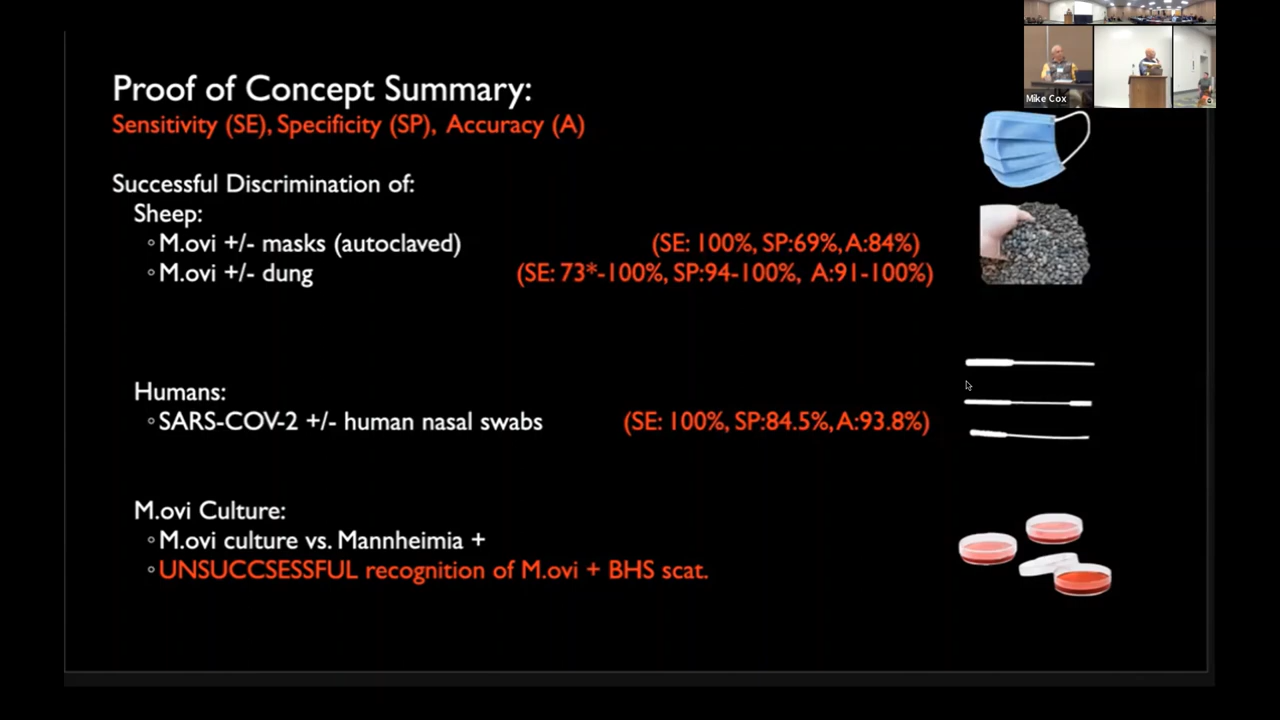 Mike Cox
Proof of Concept Summary:
Sensitivity (SE), Specificity (SP), Accuracy (A)
Successful Discrimination of:
Sheep:
◦M.ovi +/- masks (autoclaved) (SE: 100%, SP:69%, A:84%)
◦M.ovi +/- dung (SE: 73*-100%, SP:94-100%, A:91-100%)
Humans:
◦SARS-COV-2 +/- human nasal swabs (SE: 100%, SP:84.5%, A:93.8%)
M.ovi Culture:
◦M.ovi culture vs. Mannheimia +
◦UNSUCCSESSFUL recognition of M.ovi + BHS scat.